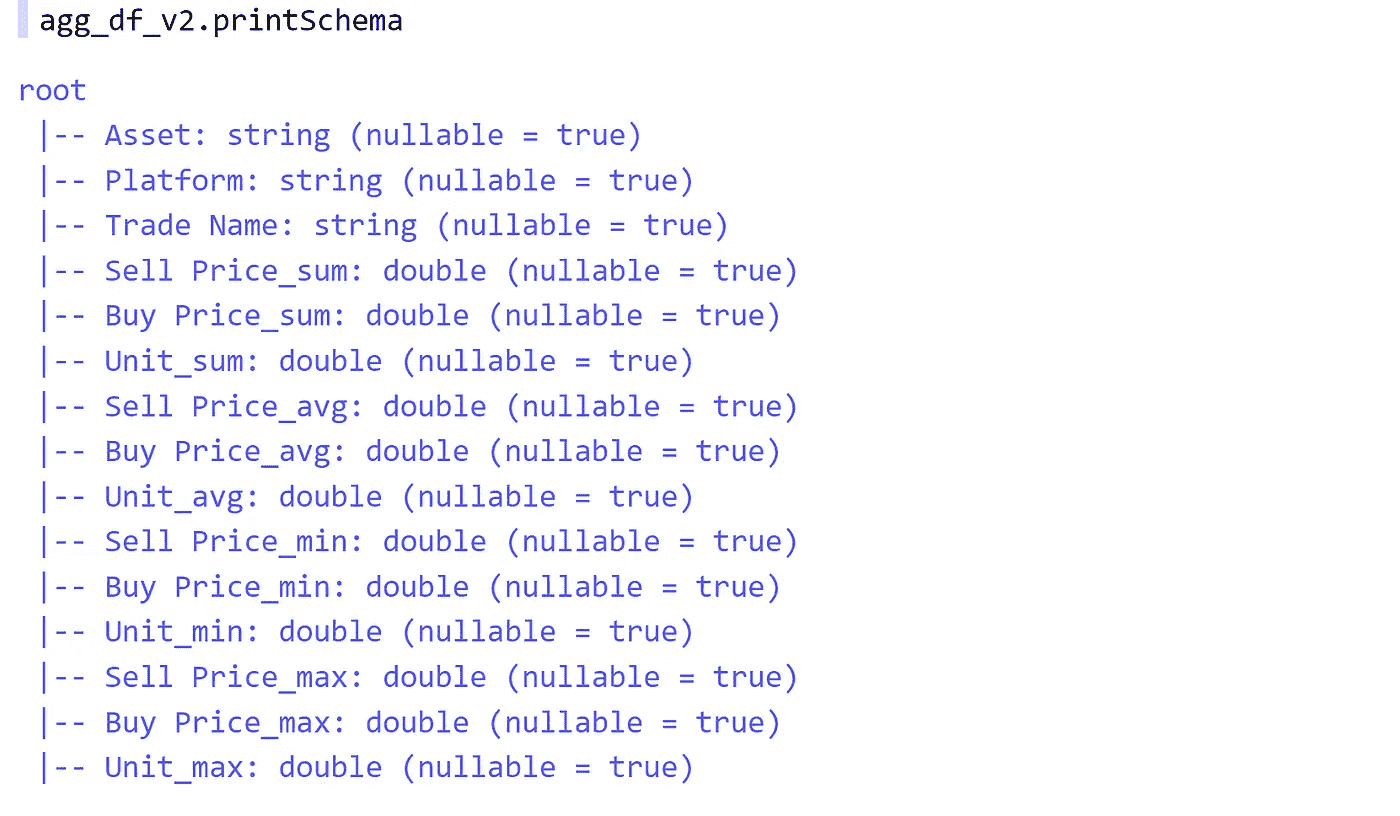 agg_df_v2.printSchema
root
|-- Asset: string (nullable = true)
|-- Platform: string (nullable = true)
|-- Trade Name: string (nullable = true)
|-- Sell Price_sum: double (nullable = true)
|-- Buy Price_sum: double (nullable = true)
|-- Unit_sum: double (nullable = true)
|-- Sell Price_avg: double (nullable = true)
|-- Buy Price_avg: double (nullable = true)
|-- Unit_avg: double (nullable = true)
|-- Sell Price_min: double (nullable = true)
|-- Buy Price_min: double (nullable = true)
|-- Unit_min: double (nullable = true)
|-- Sell Price_max: double (nullable = true)
|-- Buy Price_max: double (nullable = true)
|-- Unit_max: double (nullable = true)